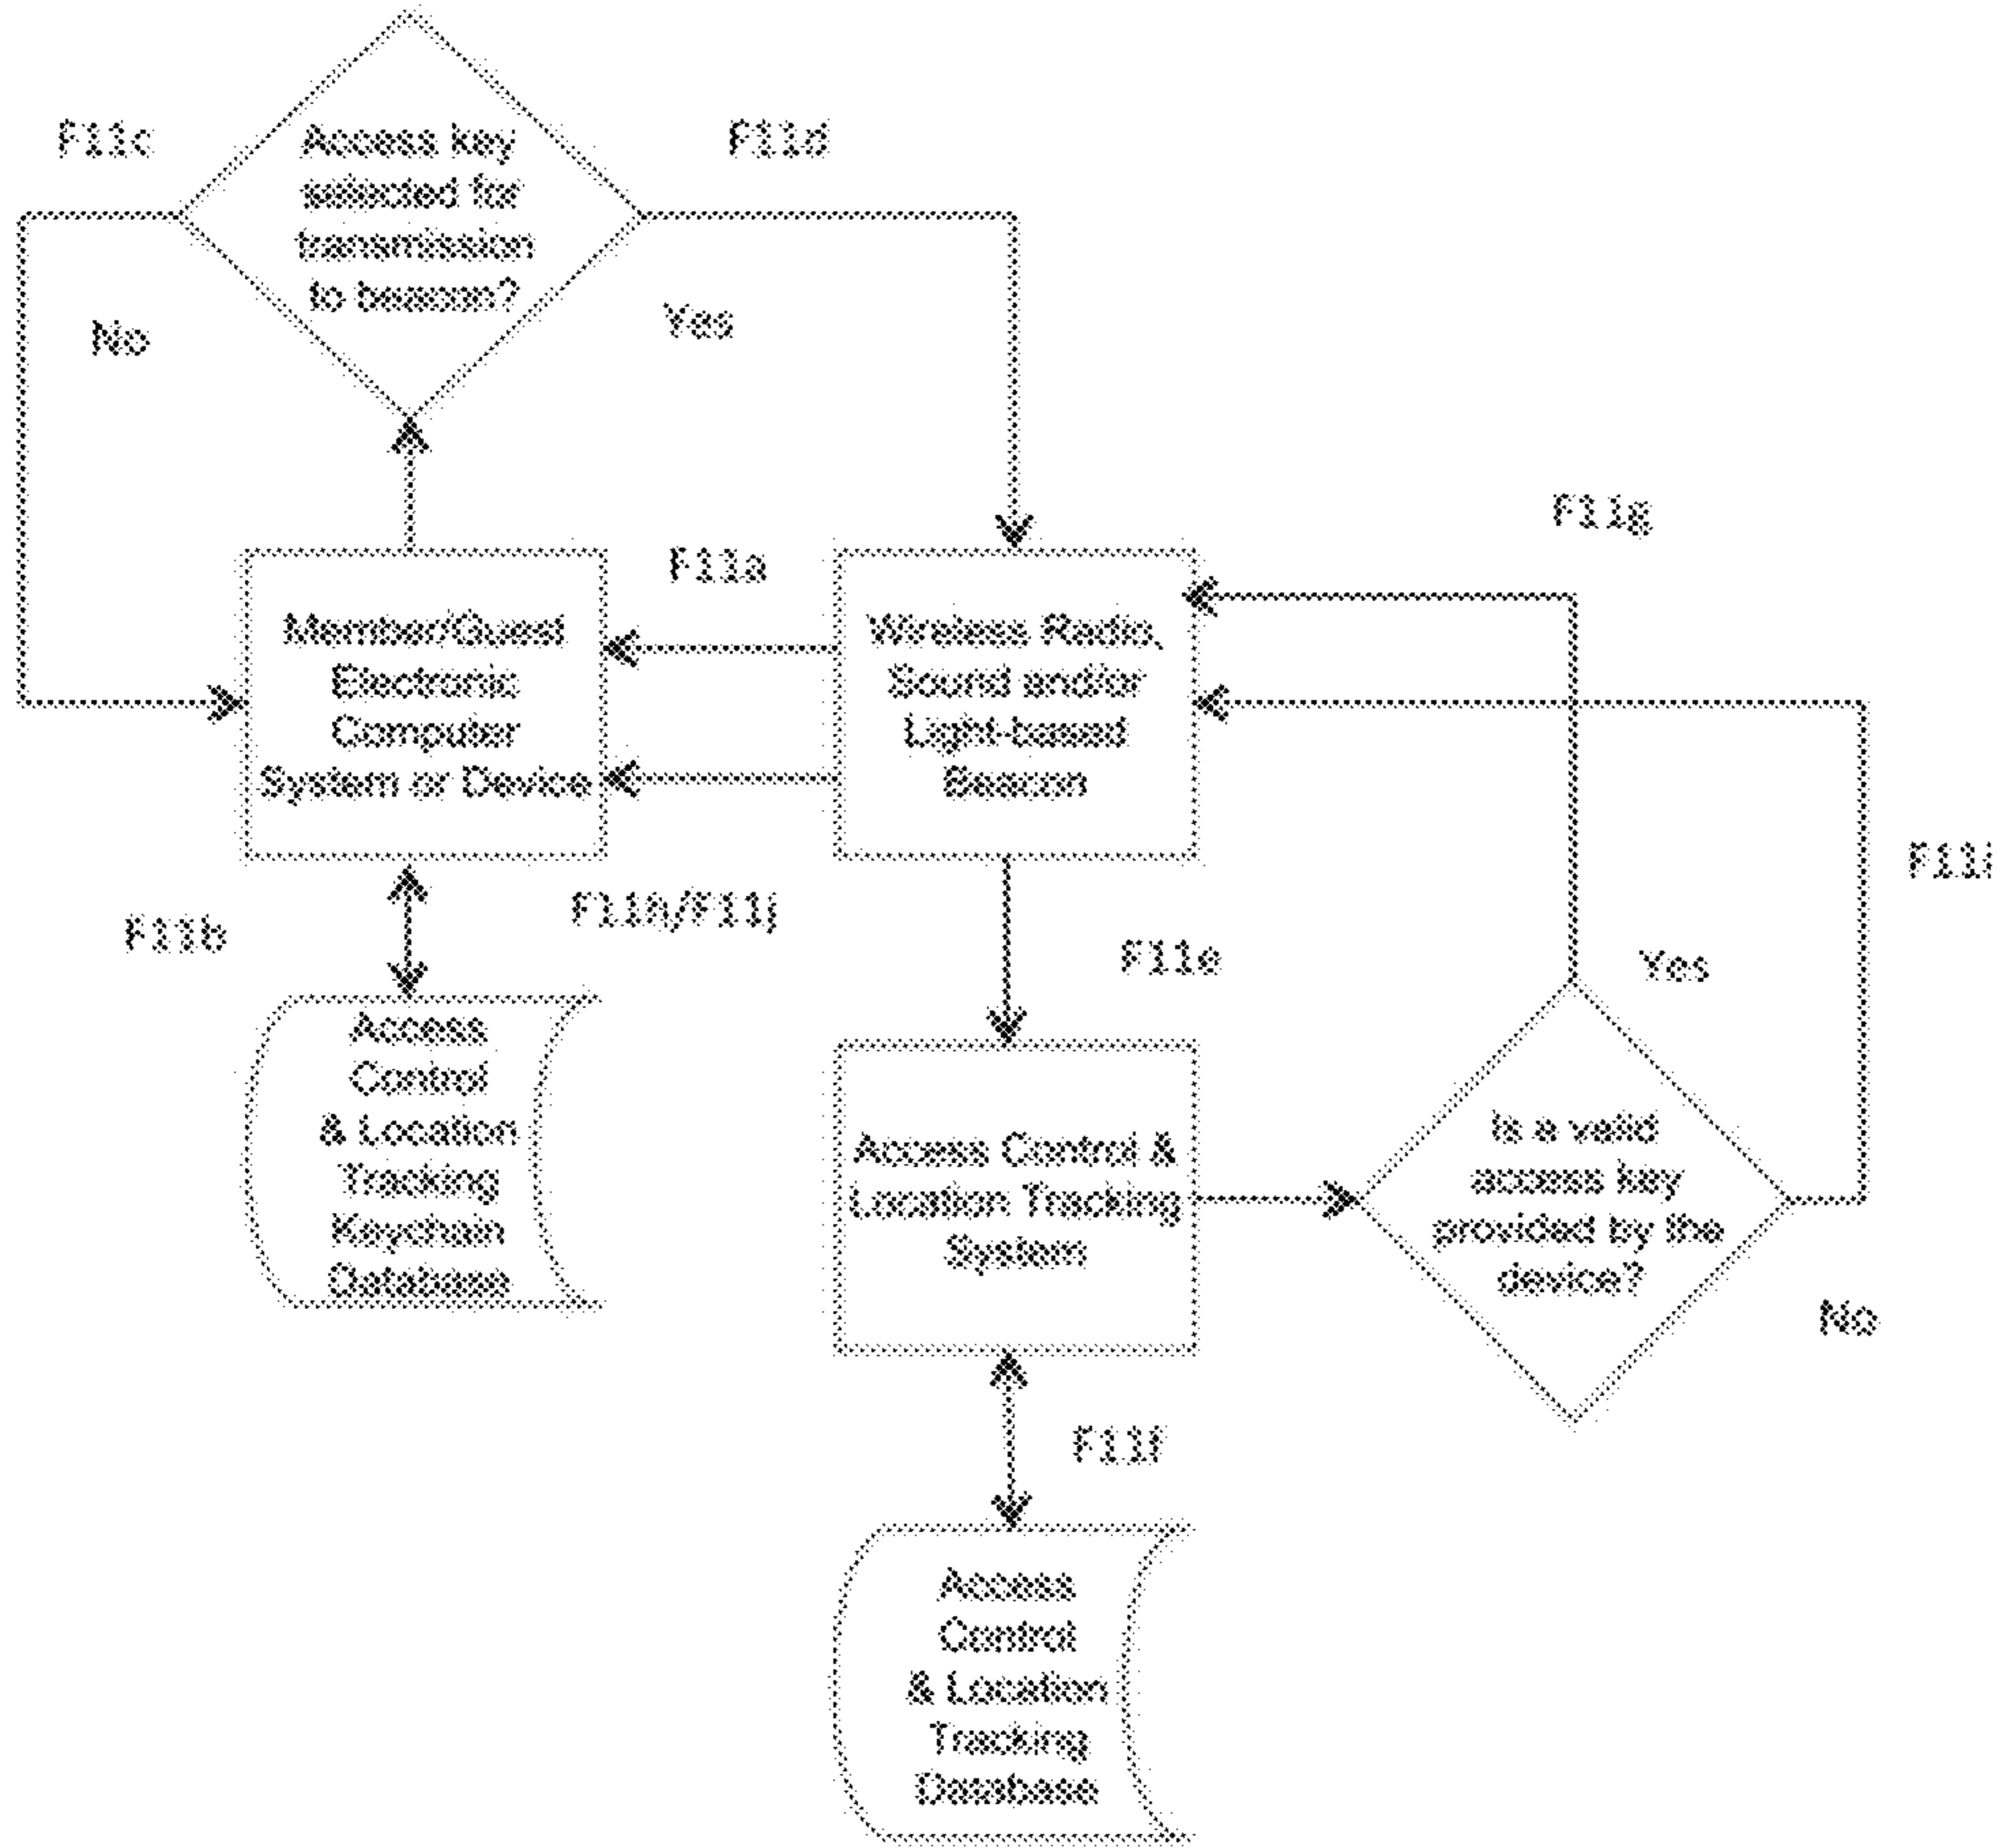 F11c
Access key
selected for
transmission
to beacon?
F11d
No
Yes
F11g
F11a
Member/Guest
Electronic
Computer
System or Device
Wireless Radio,
Sound and/or
Light-based
Beacon
F11i
F11b
F11h/F11j
F11e
Yes
Access
Control
& Location
Tracking
Keychain
Database
Access Control &
Location Tracking
System
Is a valid
access key
provided by the
device?
No
F11f
Access
Control
& Location
Tracking
Database